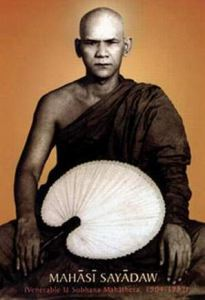 MAHĀSĪ SAYĀDAW
(Venerable U Sobhana Mahāthera, 1904-1982)